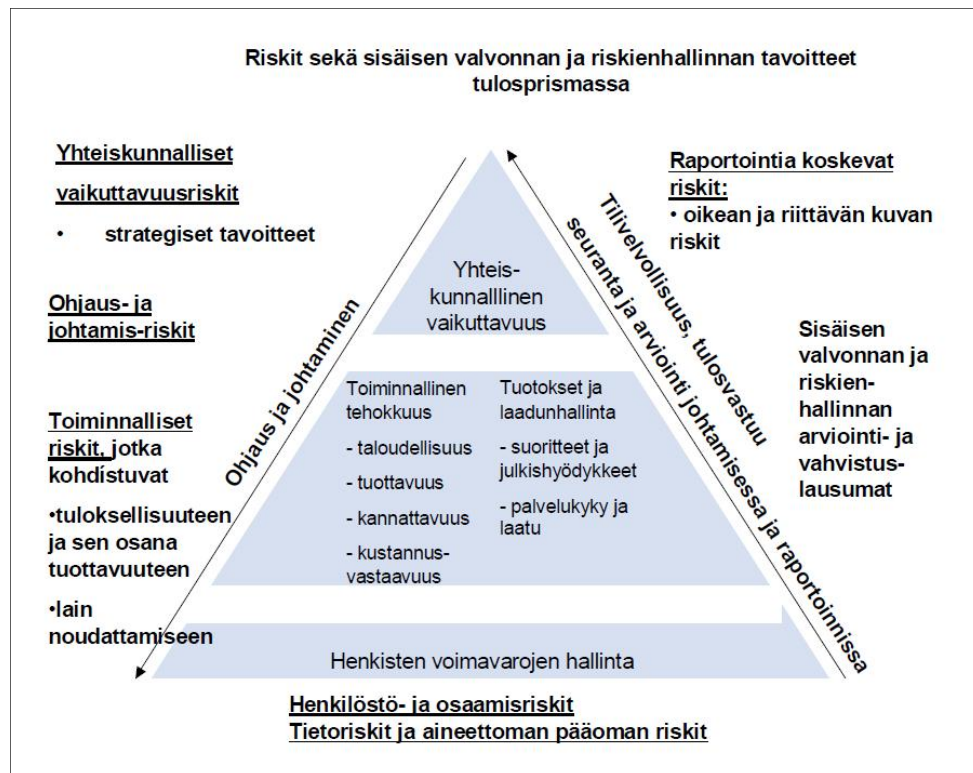 Riskit sekä sisäisen valvonnan ja riskienhallinnan tavoitteet
tulosprismassa
Yhteiskunnalliset
vaikuttavuusriskit
• strategiset tavoitteet
Ohjaus- ja
johtamis-riskit
Toiminnalliset
riskit, jotka
kohdistuvat
•tuloksellisuuteen
ja sen osana
tuottavuuteen
•lain
noudattamiseen
Ohjaus ja johtaminen
Yhteis-
kunnalllinen
vaikuttavuus
Toiminnallinen
tehokkuus
- taloudellisuus
- tuottavuus
- kannattavuus
- kustannus-
vastaavuus
Tuotokset ja
laadunhallinta
- suoritteet ja
julkishyödykkeet
- palvelukyky ja
laatu
Henkisten voimavarojen hallinta
Tilivelvollisuus, tulosvastuu
seuranta ja arviointi johtamisessa ja raportoinnissa
Raportointia koskevat
riskit:
• oikean ja riittävän kuvan
riskit
Sisäisen
valvonnan ja
riskien-
hallinnan
arviointi- ja
vahvistus-
lausumat
Henkilöstö- ja osaamisriskit
Tietoriskit ja aineettoman pääoman riskit